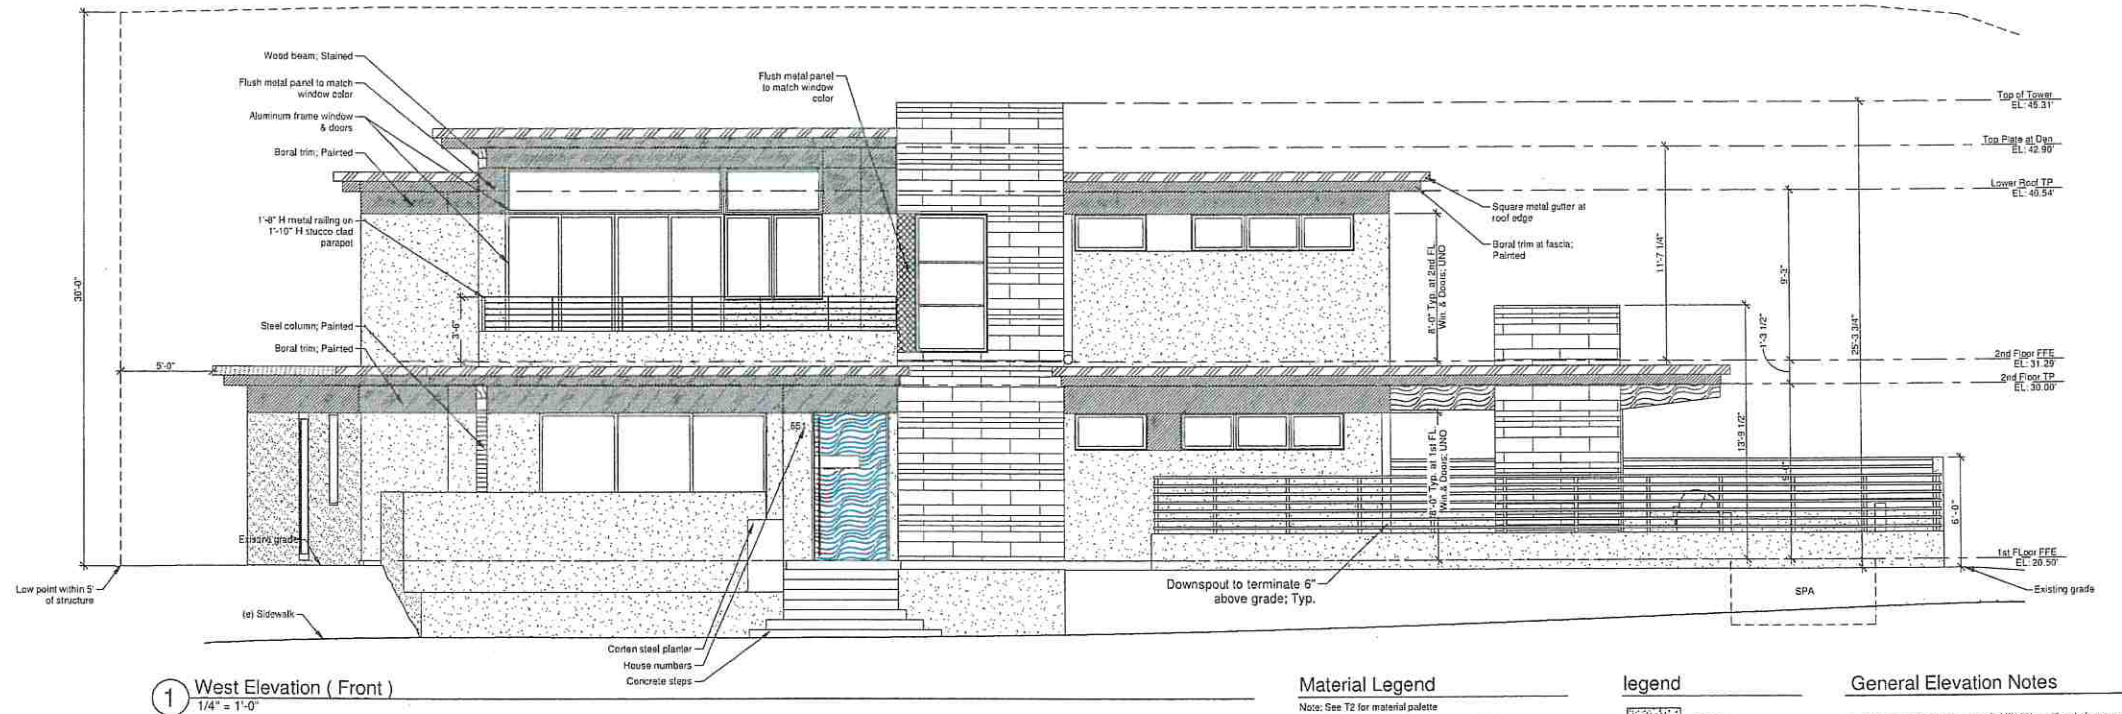 Wood beam; Stained
Flush metal panel to match
window color
Aluminum frame window
& doors
Boral trim; Painted
1'-8" H metal railing on
1'-10" H stucco clad
parapet
Steel column; Painted
Boral trim; Painted
30'-0"
5'-0"
3'-6"
Existing grade
Low point within 5'
of structure
(e) Sidewalk
Flush metal panel
to match window
color
651
Corten steel planter
House numbers
Concrete steps
Square metal gutter at
roof edge
Boral trim at fascia;
Painted
8'-0" Typ. at 2nd FL.
Win. & Doors; UNO
8'-0" Typ. at 1st FL.
Win.& Doors; UNO
Downspout to terminate 6"
above grade; Typ.
11'-7 1/4"
9'-3"
1'-3 1/2"
25'-3 3/4"
13'-9 1/2"
6'-0"
Top of Tower
EL: 45.31'
Top Plate at Den
EL: 42.90'
Lower Roof TP
EL: 40.54'
2nd Floor FFE
EL: 31.29'
2nd Floor TP
EL: 30.00'
1st FLoor FFE
EL: 20.50'
Existing grade
SPA
1
West Elevation ( Front )
1/4" = 1'-0"
Material Legend
Note: See T2 for material palette
legend
General Elevation Notes